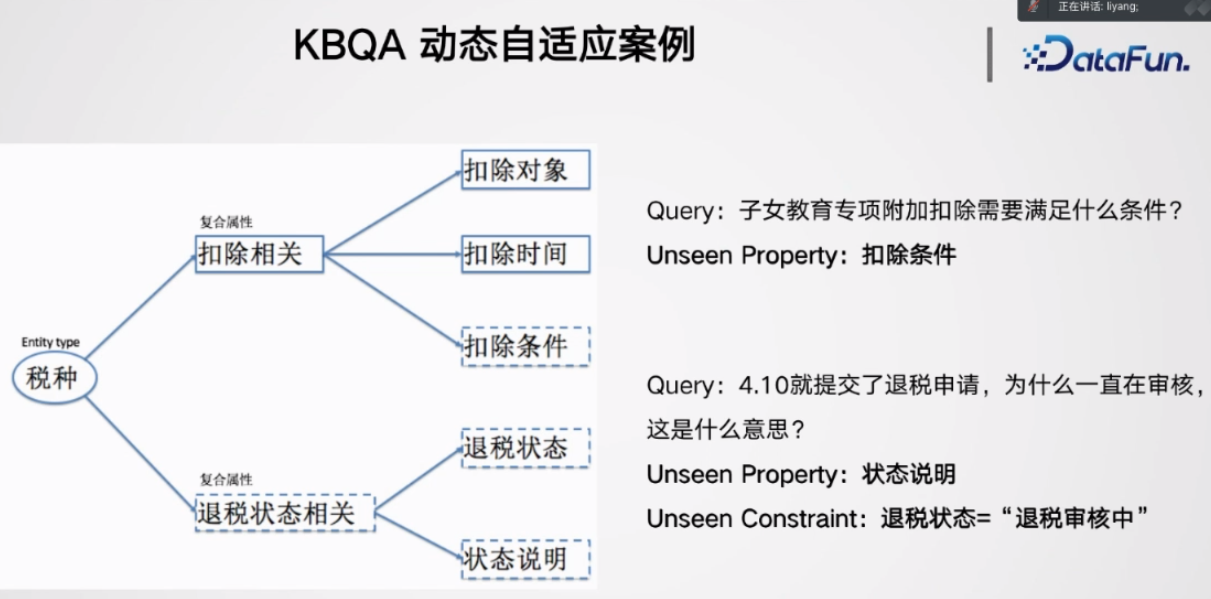 正在讲话: liyang;
KBQA 动态自适应案例
DataFun.
扣除对象
复合属性
扣除相关
扣除时间
扣除条件
Entity type
税种
退税状态
复合属性
退税状态相关
状态说明
Query：子女教育专项附加扣除需要满足什么条件？
Unseen Property：扣除条件
Query：4.10就提交了退税申请，为什么一直在审核，
这是什么意思？
Unseen Property：状态说明
Unseen Constraint：退税状态=“退税审核中”